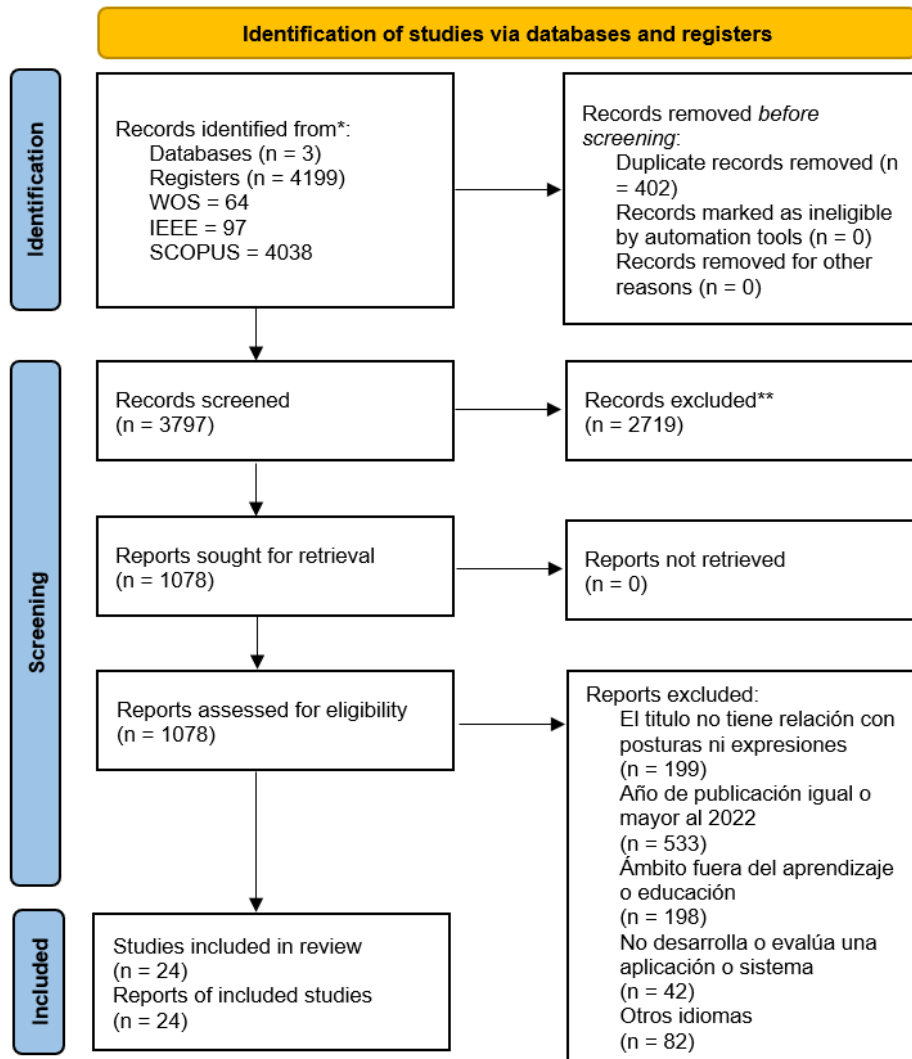 Identification of studies via databases and registers
Identification
Records identified from*:
Databases (n = 3)
Registers (n = 4199)
WOS = 64
IEEE = 97
SCOPUS = 4038
Records removed before
screening:
Duplicate records removed (n
= 402)
Records marked as ineligible
by automation tools (n = 0)
Records removed for other
reasons (n = 0)
Screening
Records screened
(n = 3797)
Records excluded**
(n = 2719)
Reports sought for retrieval
(n = 1078)
Reports not retrieved
(n = 0)
Reports assessed for eligibility
(n = 1078)
Reports excluded:
El titulo no tiene relación con
posturas ni expresiones
(n = 199)
Año de publicación igual o
mayor al 2022
(n = 533)
Ámbito fuera del aprendizaje
o educación
(n = 198)
No desarrolla o evalúa una
aplicación o sistema
(n = 42)
Otros idiomas
(n = 82)
Included
Studies included in review
(n = 24)
Reports of included studies
(n = 24)